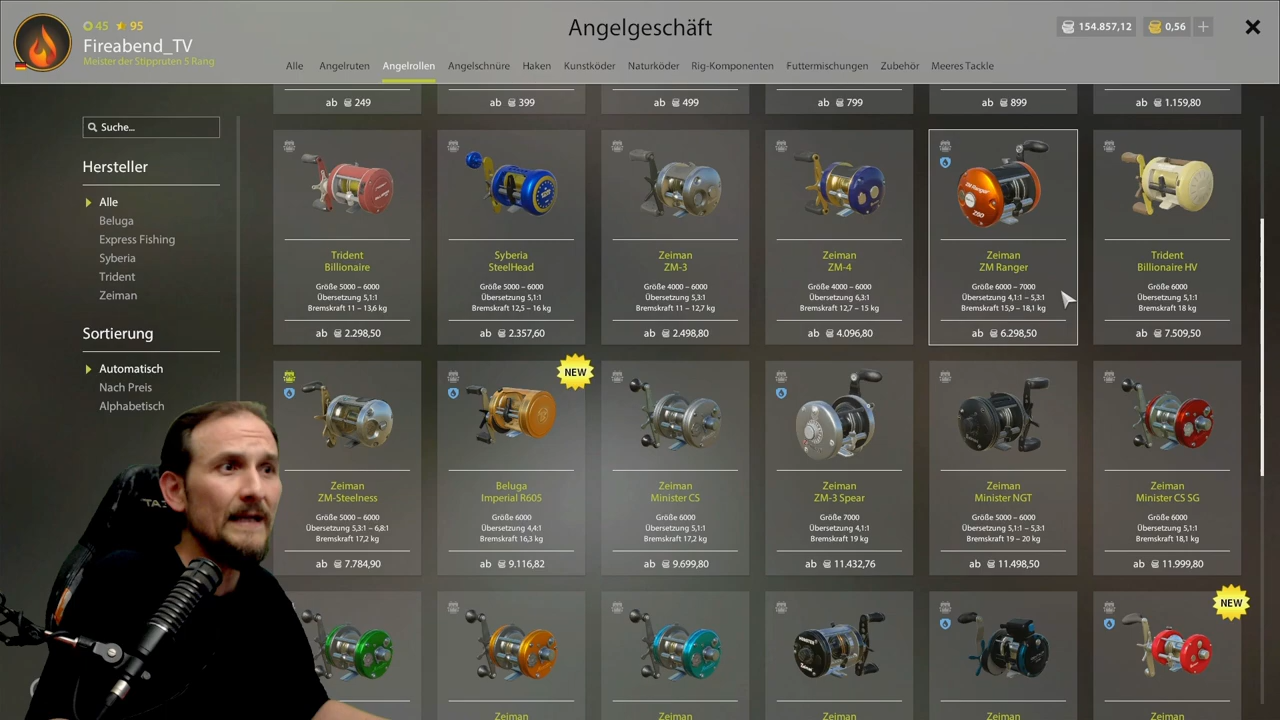 45 95
Fireabend_TV
Meister der Stippruten 5 Rang
Angelgeschäft
154.857,12 0,56
Alle Angelruten Angelrollen Angelschnüre Haken Kunstköder Naturköder Rig-Komponenten Futtermischungen Zubehör Meeres Tackle
Suche...
Hersteller
Alle
Beluga
Express Fishing
Syberia
Trident
Zeiman
Sortierung
Automatisch
Nach Preis
Alphabetisch
ab 249
ab 399
ab 499
ab 799
ab 899
ab 1.159,80
Trident
Billionaire
Größe 5000 – 6000
Übersetzung 5,1:1
Bremskraft 11 – 13,6 kg
ab 2.298,50
Syberia
SteelHead
Größe 5000 – 6000
Übersetzung 5,1:1
Bremskraft 12,5 – 16 kg
ab 2.357,60
Zeiman
ZM-3
Größe 4000 – 6000
Übersetzung 5,3:1
Bremskraft 11 – 12,7 kg
ab 2.498,80
Zeiman
ZM-4
Größe 4000 – 6000
Übersetzung 6,3:1
Bremskraft 12,7 – 15 kg
ab 4.096,80
ZM Ranger
Z60
Zeiman
ZM Ranger
Größe 6000 – 7000
Übersetzung 4,1:1 – 5,3:1
Bremskraft 15,9 – 18,1 kg
ab 6.298,50
Trident
Billionaire HV
Größe 6000
Übersetzung 5,1:1
Bremskraft 18 kg
ab 7.509,50
Zeiman
ZM-Steelness
Größe 5000 – 6000
Übersetzung 5,3:1 – 6,8:1
Bremskraft 17,2 kg
ab 7.784,90
NEW
Beluga
Imperial R605
Größe 6000
Übersetzung 4,4:1
Bremskraft 16,3 kg
ab 9.116,82
Zeiman
Minister CS
Größe 6000
Übersetzung 5,1:1
Bremskraft 17,2 kg
ab 9.699,80
Zeiman
ZM-3 Spear
Größe 7000
Übersetzung 4,1:1
Bremskraft 19 kg
ab 11.432,76
Zeiman
Minister NGT
Größe 5000 – 6000
Übersetzung 5,1:1 – 5,3:1
Bremskraft 19 – 20 kg
ab 11.498,50
Zeiman
Minister CS SG
Größe 6000
Übersetzung 5,1:1
Bremskraft 18,1 kg
ab 11.999,80
NEW
Zeiman
Zeiman
Zeiman
Zeiman
Zeiman